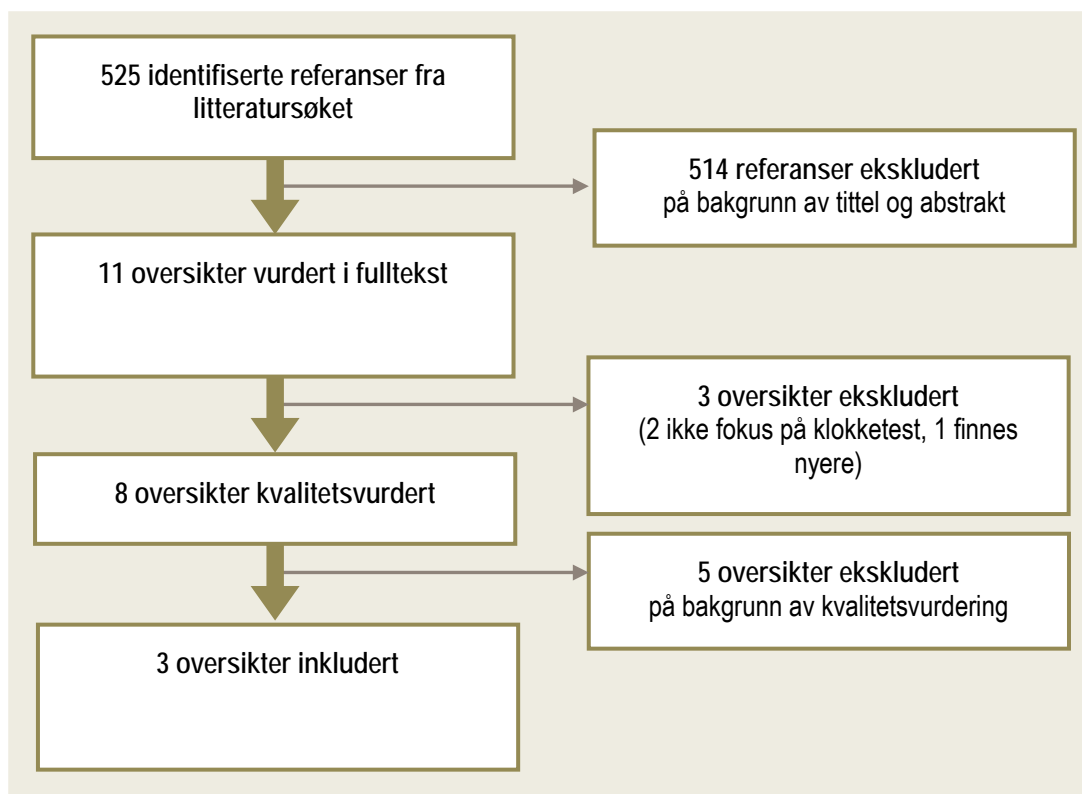 525 identifiserte referanser fra
litteratursøket
514 referanser ekskludert
på bakgrunn av tittel og abstrakt
11 oversikter vurdert i fulltekst
3 oversikter ekskludert
(2 ikke fokus på klokketest, 1 finnes
nyere)
8 oversikter kvalitetsvurdert
5 oversikter ekskludert
på bakgrunn av kvalitetsvurdering
3 oversikter inkludert